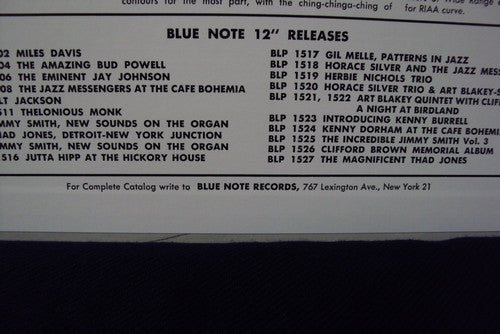 contours for the most part, with the ching-chinga-ching of
for RIAA curve.
BLUE NOTE 12" RELEASES
02 MILES DAVIS
04 THE AMAZING BUD POWELL
06 THE EMINENT JAY JOHNSON
08 THE JAZZ MESSENGERS AT THE CAFE BOHEMIA
LT JACKSON
511 THELONIOUS MONK
MMY SMITH, NEW SOUNDS ON THE ORGAN
HAD JONES, DETROIT-NEW YORK JUNCTION
IMMY SMITH, NEW SOUNDS ON THE ORGAN
516 JUTTA HIPP AT THE HICKORY HOUSE
BLP 1517 GIL MELLE, PATTERNS IN JAZZ
BLP 1518 HORACE SILVER AND THE JAZZ MESS
BLP 1519 HERBIE NICHOLS TRIO
BLP 1520 HORACE SILVER TRIO & ART BLAKEY-S
BLP 1521, 1522 ART BLAKEY QUINTET WITH CLIF
A NIGHT AT BIRDLAND
BLP 1523 INTRODUCING KENNY BURRELL
BLP 1524 KENNY DORHAM AT THE CAFE BOHEM
BLP 1525 THE INCREDIBLE JIMMY SMITH Vol. 3
BLP 1526 CLIFFORD BROWN MEMORIAL ALBUM
BLP 1527 THE MAGNIFICENT THAD JONES
For Complete Catalog write to BLUE NOTE RECORDS, 767 Lexington Ave., New York 21